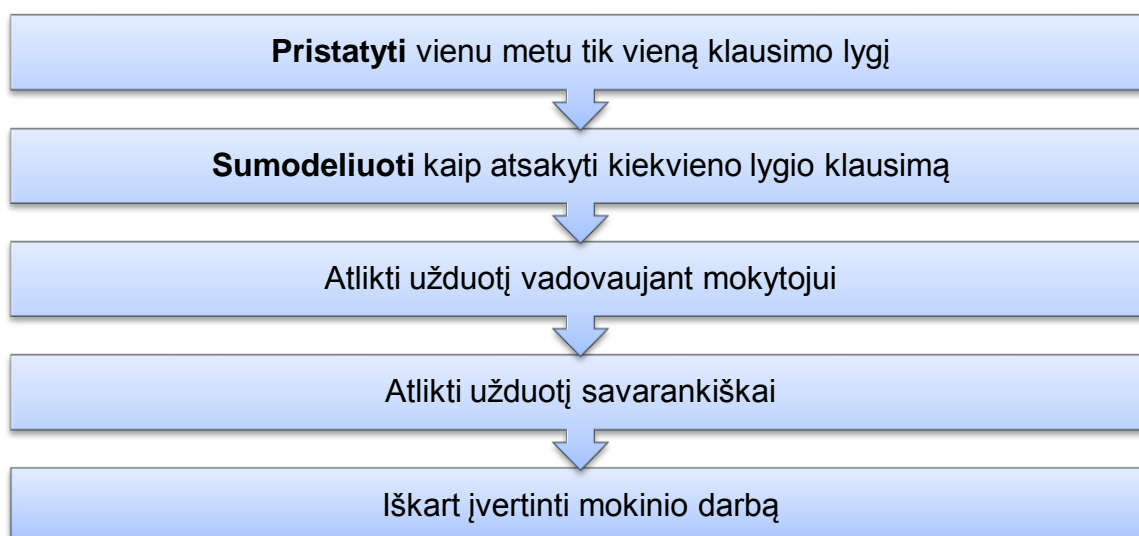 Pristatyti vienu metu tik vieną klausimo lygį
Sumodeliuoti kaip atsakyti kiekvieno lygio klausimą
Atlikti užduotį vadovaujant mokytojui
Atlikti užduotį savarankiškai
Iškart įvertinti mokinio darbą